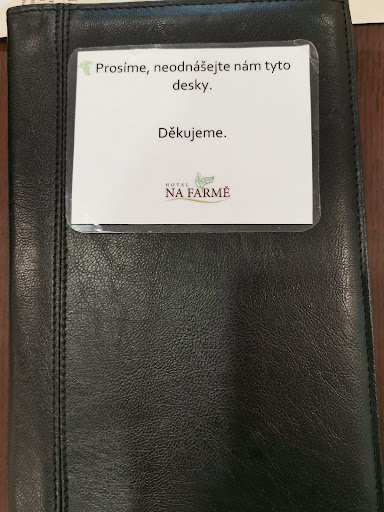 Prosíme, neodnášejte nám tyto
desky.
Děkujeme.
HOTEL
NA FARMĚ